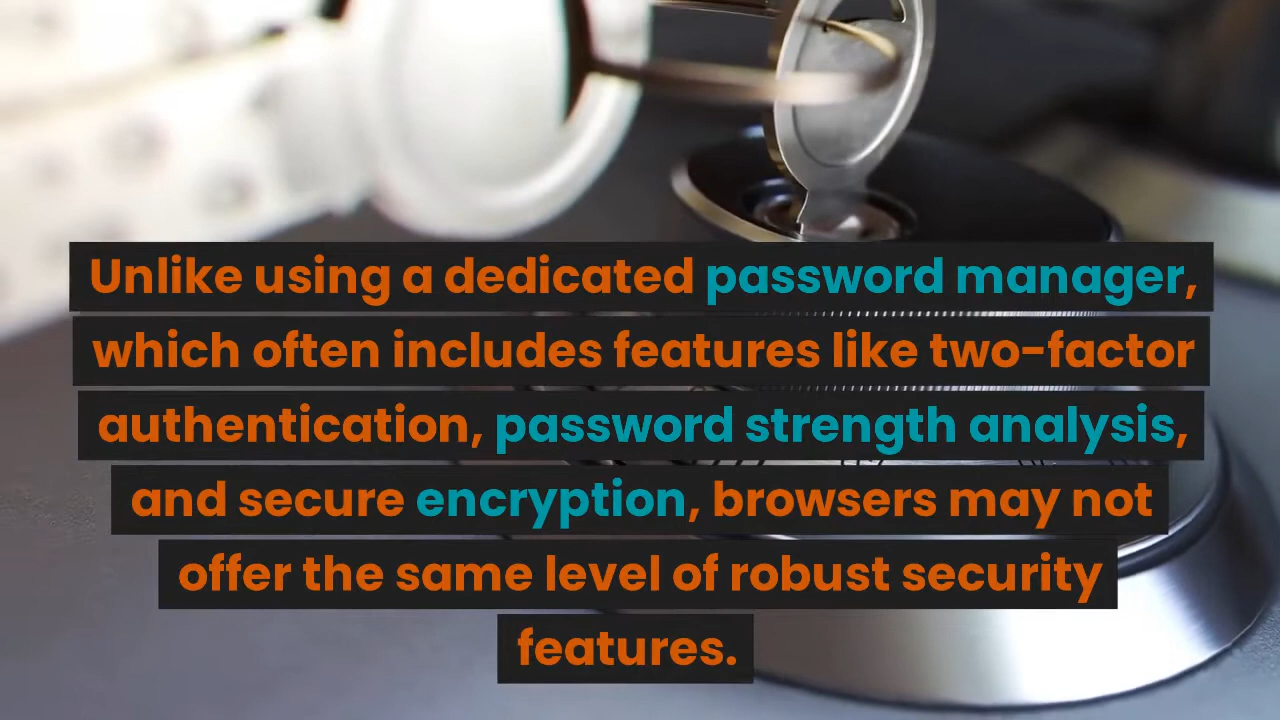 Unlike using a dedicated password manager,
which often includes features like two-factor
authentication, password strength analysis,
and secure encryption, browsers may not
offer the same level of robust security
features.